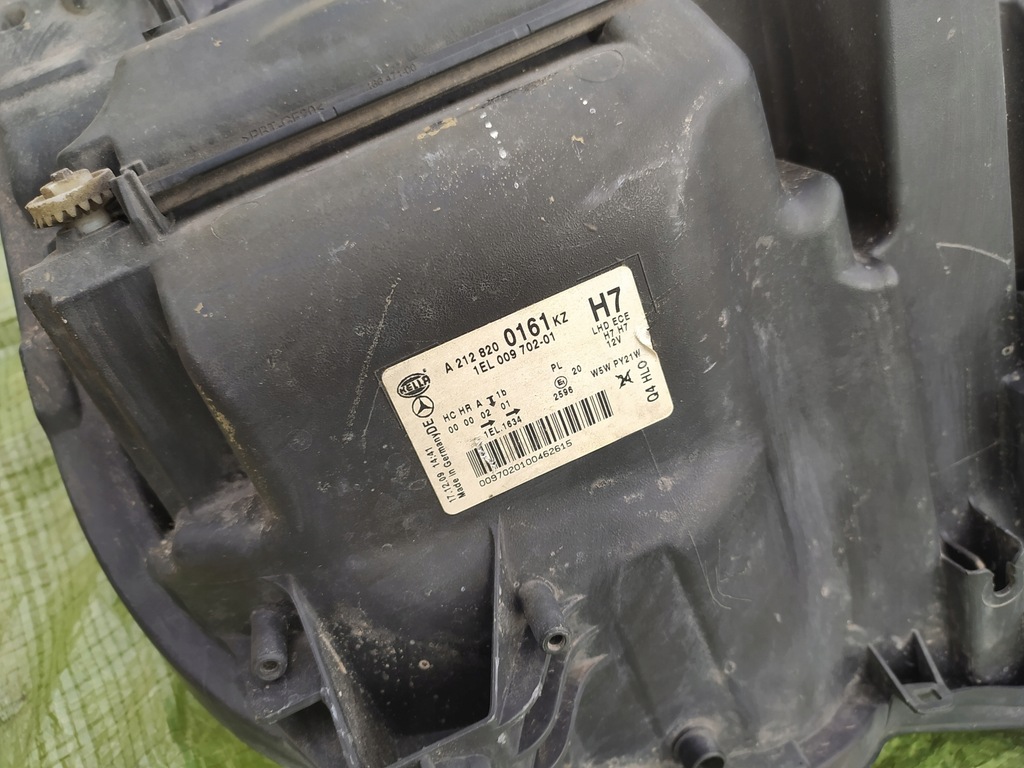 HELLA
A 212 820 0161 KZ
1EL 009 702-01
H7
LHD ECE
H7 H7
12V
HC HR A 1b
00 00 02 01
1EL.1634
PL
E1 20
2596
W5W PY21W
Q4 HLO
17.12.09 14:41
Made in Germany DE
0097020100462615